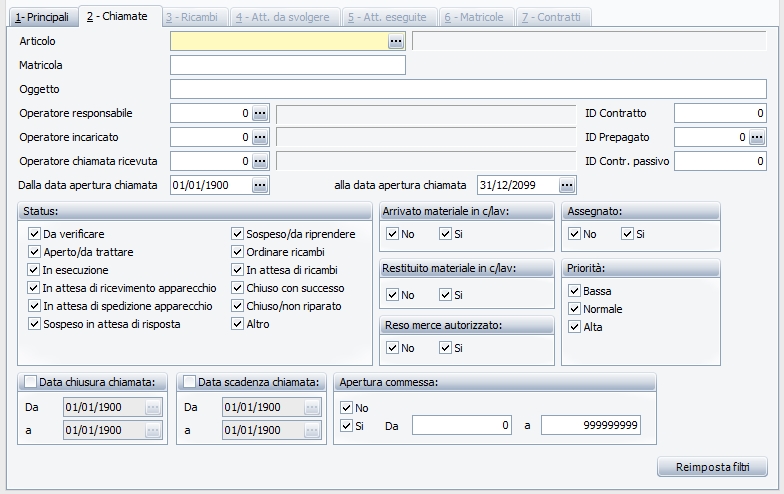 1- Principali 2 - Chiamate 3 - Ricambi 4 - Att. da svolgere 5 - Att. eseguite 6 - Matricole 7 - Contratti
Articolo ...
Matricola
Oggetto
Operatore responsabile 0 ... ID Contratto 0
Operatore incaricato 0 ... ID Prepagato 0 ...
Operatore chiamata ricevuta 0 ... ID Contr. passivo 0
Dalla data apertura chiamata 01/01/1900 ... alla data apertura chiamata 31/12/2099 ...
Status:
Da verificare
Aperto/da trattare
In esecuzione
In attesa di ricevimento apparecchio
In attesa di spedizione apparecchio
Sospeso in attesa di risposta
Sospeso/da riprendere
Ordinare ricambi
In attesa di ricambi
Chiuso con successo
Chiuso/non riparato
Altro
Arrivato materiale in c/lav:
No Si
Restituito materiale in c/lav:
No Si
Reso merce autorizzato:
No Si
Assegnato:
No Si
Priorità:
Bassa
Normale
Alta
Data chiusura chiamata:
Da 01/01/1900 ...
a 01/01/1900 ...
Data scadenza chiamata:
Da 01/01/1900 ...
a 01/01/1900 ...
Apertura commessa:
No
Si Da 0 a 999999999
Reimposta filtri